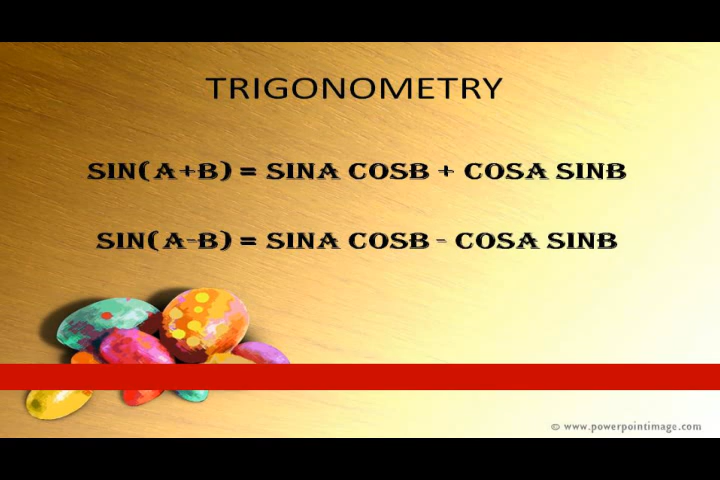 TRIGONOMETRY
SIN(A+B) = SINA COSB + COSA SINB
SIN(A-B) = SINA COSB - COSA SINB
© www.powerpointimage.com